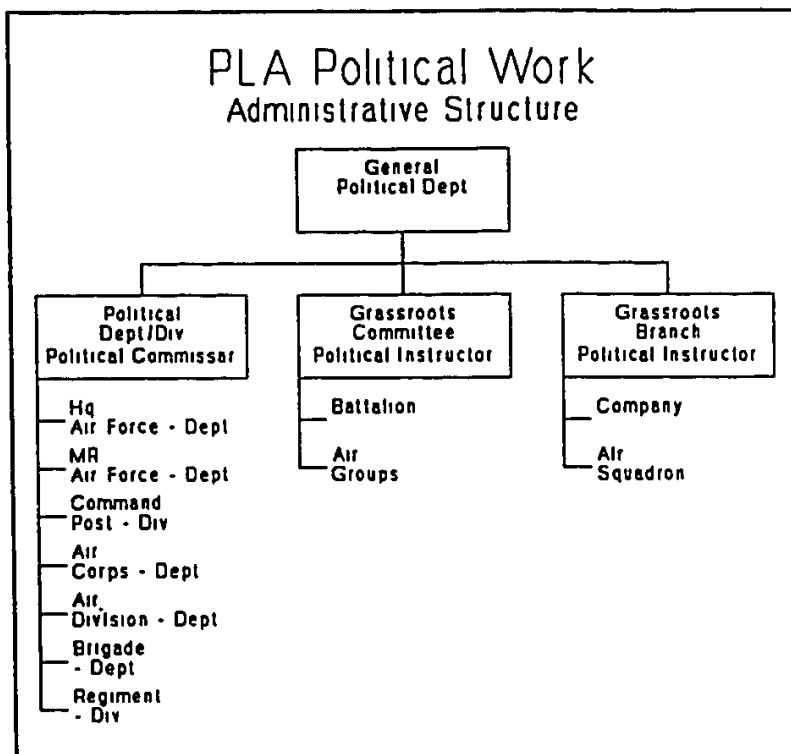 PLA Political Work
Administrative Structure
General
Political Dept
Political
Dept/Div
Political Commissar
Hq
Air Force - Dept
MR
Air Force - Dept
Command
Post - Div
Air
Corps - Dept
Air
Division - Dept
Brigade
- Dept
Regiment
- Div
Grassroots
Committee
Political Instructor
Battalion
Air
Groups
Grassroots
Branch
Political Instructor
Company
Air
Squadron